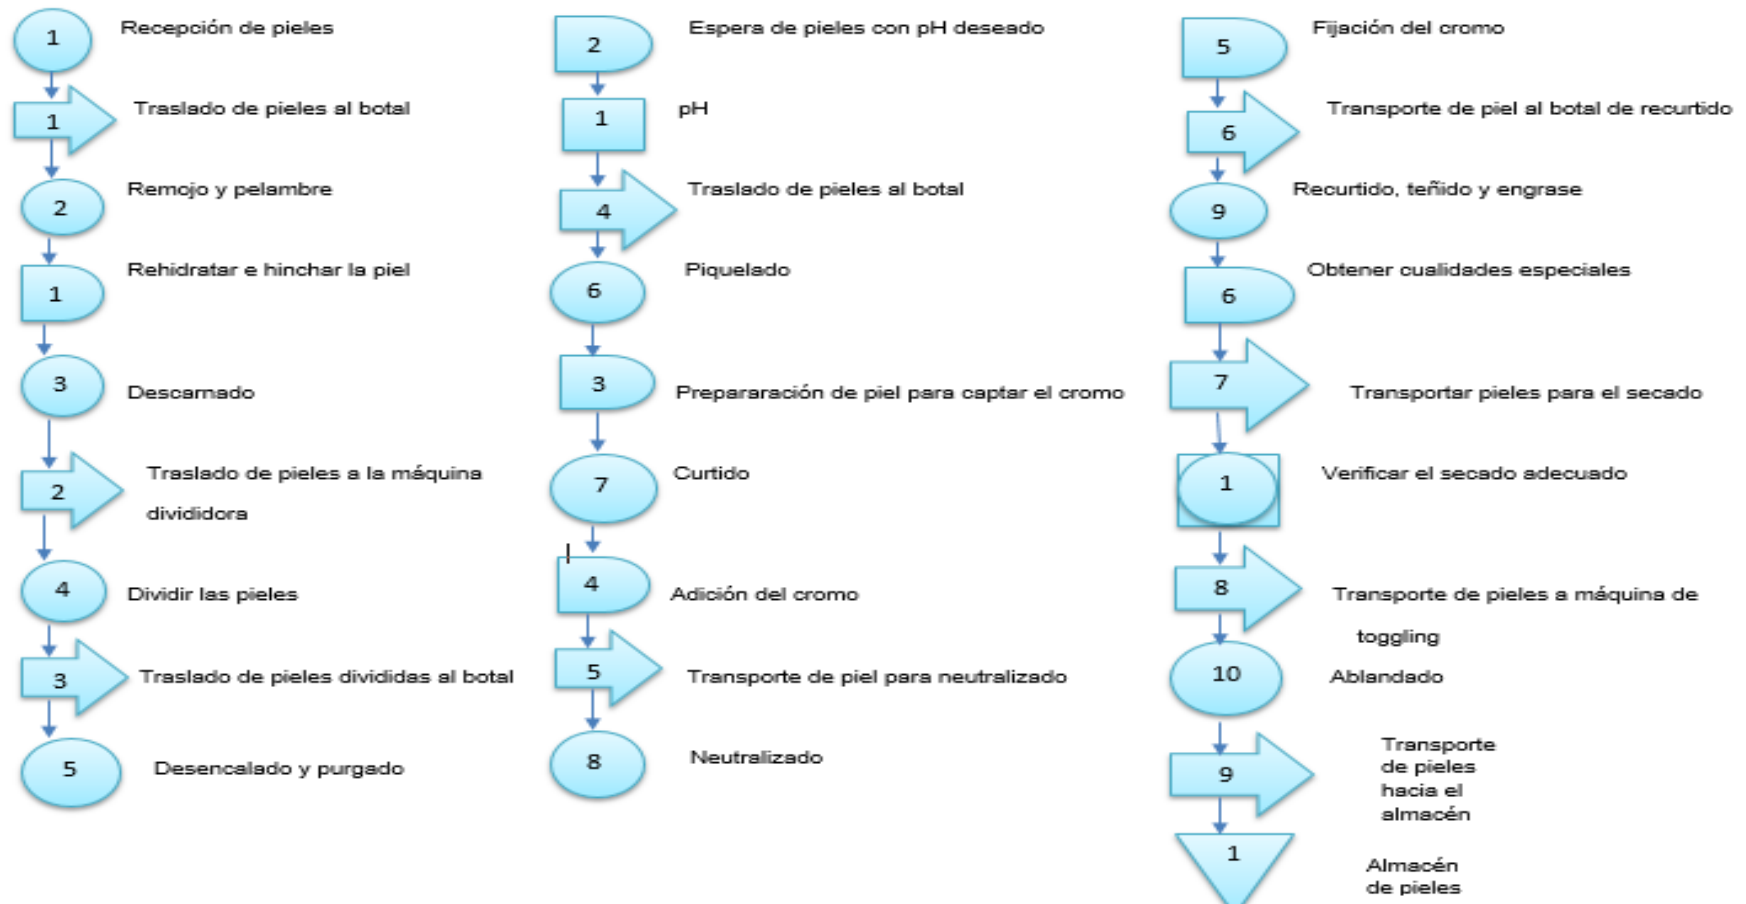 1 Recepción de pieles
1 Traslado de pieles al botal
2 Remojo y pelambre
1 Rehidratar e hinchar la piel
3 Descarnado
2 Traslado de pieles a la máquina
divididora
4 Dividir las pieles
3 Traslado de pieles divididas al botal
5 Desencalado y purgado
2 Espera de pieles con pH deseado
1 pH
4 Traslado de pieles al botal
6 Piquelado
3 Prepararación de piel para captar el cromo
7 Curtido
4 Adición del cromo
5 Transporte de piel para neutralizado
8 Neutralizado
5 Fijación del cromo
6 Transporte de piel al botal de recurtido
9 Recurtido, teñido y engrase
6 Obtener cualidades especiales
7 Transportar pieles para el secado
1 Verificar el secado adecuado
8 Transporte de pieles a máquina de
toggling
10 Ablandado
9 Transporte
de pieles
hacia el
almacén
1 Almacén
de pieles